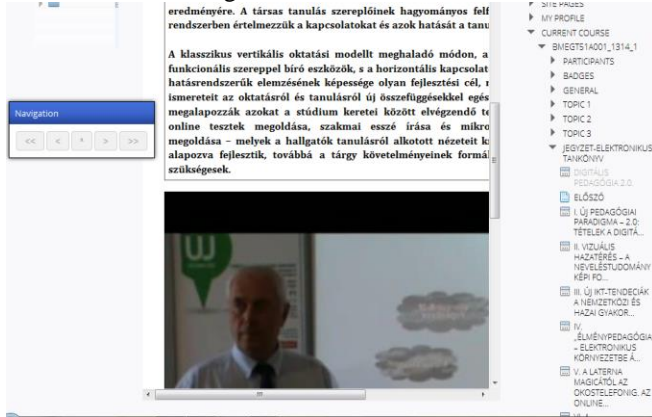 eredményére. A társas tanulás szereplőinek hagyományos felf
rendszerben értelmezzük a kapcsolatokat és azok hatását a tanu
A klasszikus vertikális oktatási modellt meghaladó módon, a
funkcionális szereppel bíró eszközök, s a horizontális kapcsolat
hatásrendszerük elemzésének képessége olyan fejlesztési cél,
ismereteit az oktatásról és tanulásról új összefüggésekkel egés
megalapozzák azokat a stúdium keretei között elvégzendő te
online tesztek megoldása, szakmai esszé írása és mikro
megoldása – melyek a hallgatók tanulásról alkotott nézeteit k
alapozva fejlesztik, továbbá a tárgy követelményeinek formál
szükségesek.
Navigation
<< < * > >>
ÚJ
SITE PAGES
MY PROFILE
CURRENT COURSE
BMEGT51A001_1314_1
PARTICIPANTS
BADGES
GENERAL
TOPIC 1
TOPIC 2
TOPIC 3
JEGYZET-ELEKTRONIKUS
TANKÖNYV
DIGITÁLIS
PEDAGÓGIA 2.0.
ELŐSZÓ
I. ÚJ PEDAGÓGIAI
PARADIGMA – 2.0:
TÉTELEK A DIGITÁ...
II. VIZUÁLIS
HAZATÉRÉS – A
NEVELÉSTUDOMÁNY
KÉPI FO...
III. ÚJ IKT-TENDECIÁK
A NEMZETKÖZI ÉS
HAZAI GYAKOR...
IV.
„ÉLMÉNYPEDAGÓGIA
– ELEKTRONIKUS
KÖRNYEZETBE Á...
V. A LATERNA
MAGICÁTÓL AZ
OKOSTELEFONIG. AZ
ONLINE...